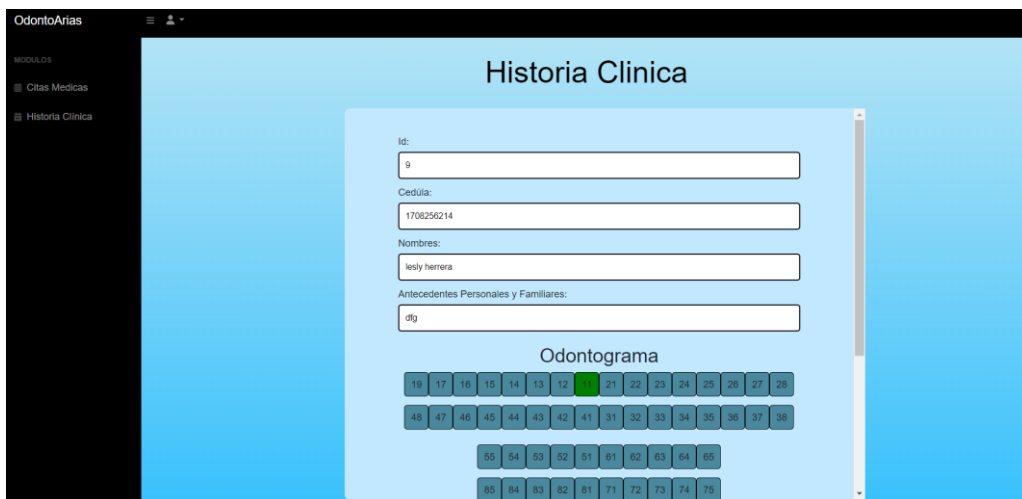 OdontoArias
MODULOS
Citas Medicas
Historia Clínica
Historia Clinica
Id:
9
Cedúla:
1708256214
Nombres:
lesly herrera
Antecedentes Personales y Familiares:
dfg
Odontograma
19 17 16 15 14 13 12 11 21 22 23 24 25 26 27 28
48 47 46 45 44 43 42 41 31 32 33 34 35 36 37 38
55 54 53 52 51 61 62 63 64 65
85 84 83 82 81 71 72 73 74 75